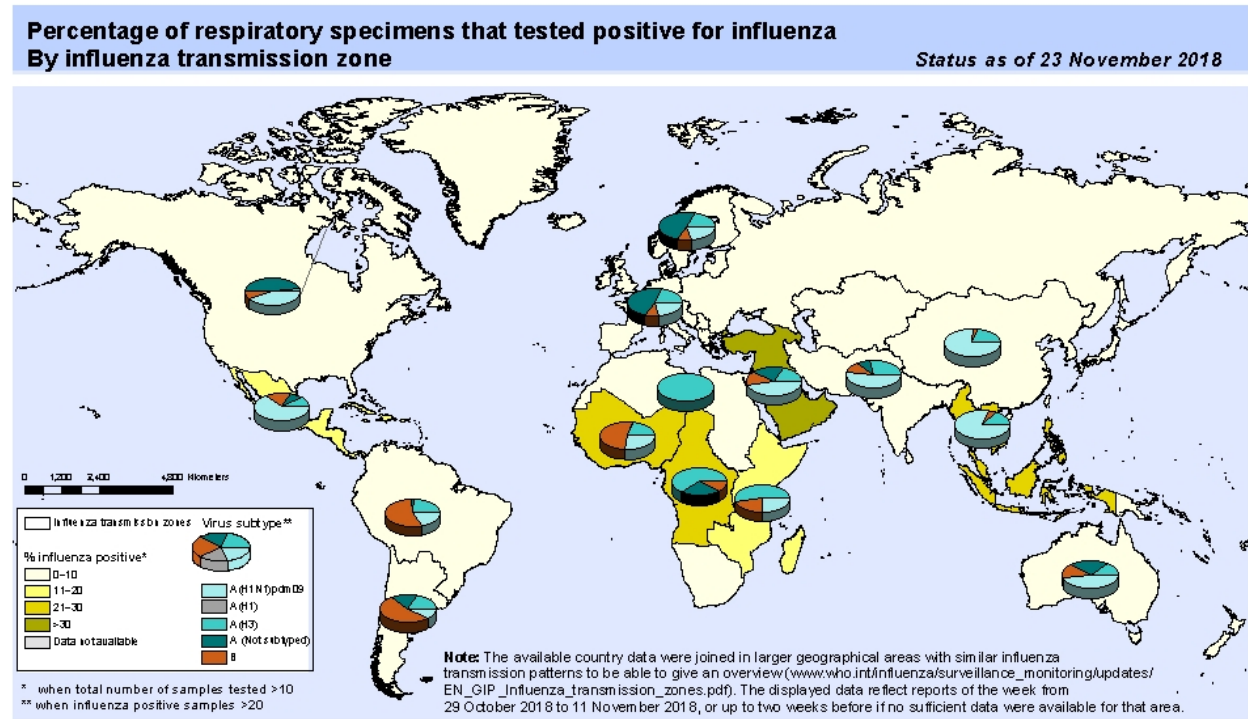 Percentage of respiratory specimens that tested positive for influenza
By influenza transmission zone
Status as of 23 November 2018
0 1,200 2,400 4,800 Kilometers
Influenza transmission zones
Virus subtype**
% influenza positive*
0-10
11-20
21-30
>30
Data not available
A(H1N1)pdm09
A(H1)
A(H3)
A (Not subtyped)
B
* when total number of samples tested >10
** when influenza positive samples >20
Note: The available country data were joined in larger geographical areas with similar influenza
transmission patterns to be able to give an overview (www.who.int/influenza/surveillance_monitoring/updates/
EN_GIP_Influenza_transmission_zones.pdf). The displayed data reflect reports of the week from
29 October 2018 to 11 November 2018, or up to two weeks before if no sufficient data were available for that area.